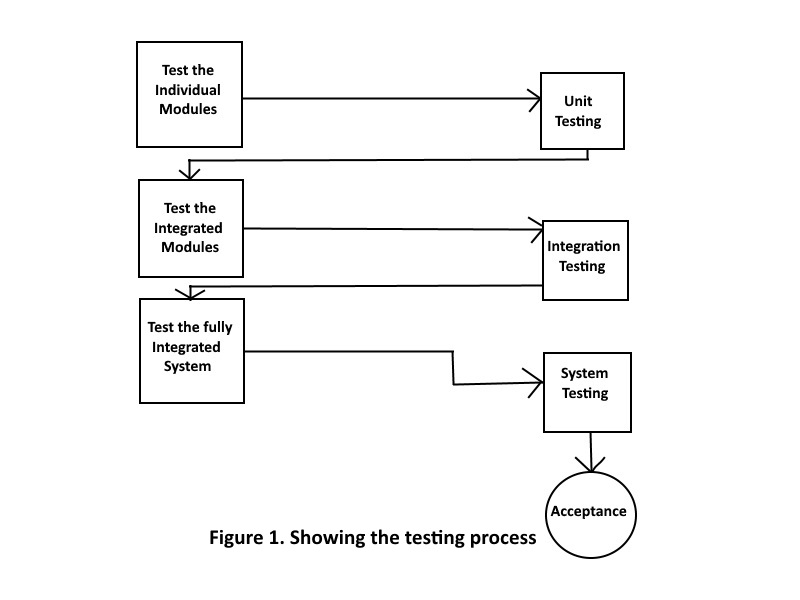 Test the
Individual
Modules
Unit
Testing
Test the
Integrated
Modules
Integration
Testing
Test the fully
Integrated
System
System
Testing
Acceptance
Figure 1. Showing the testing process